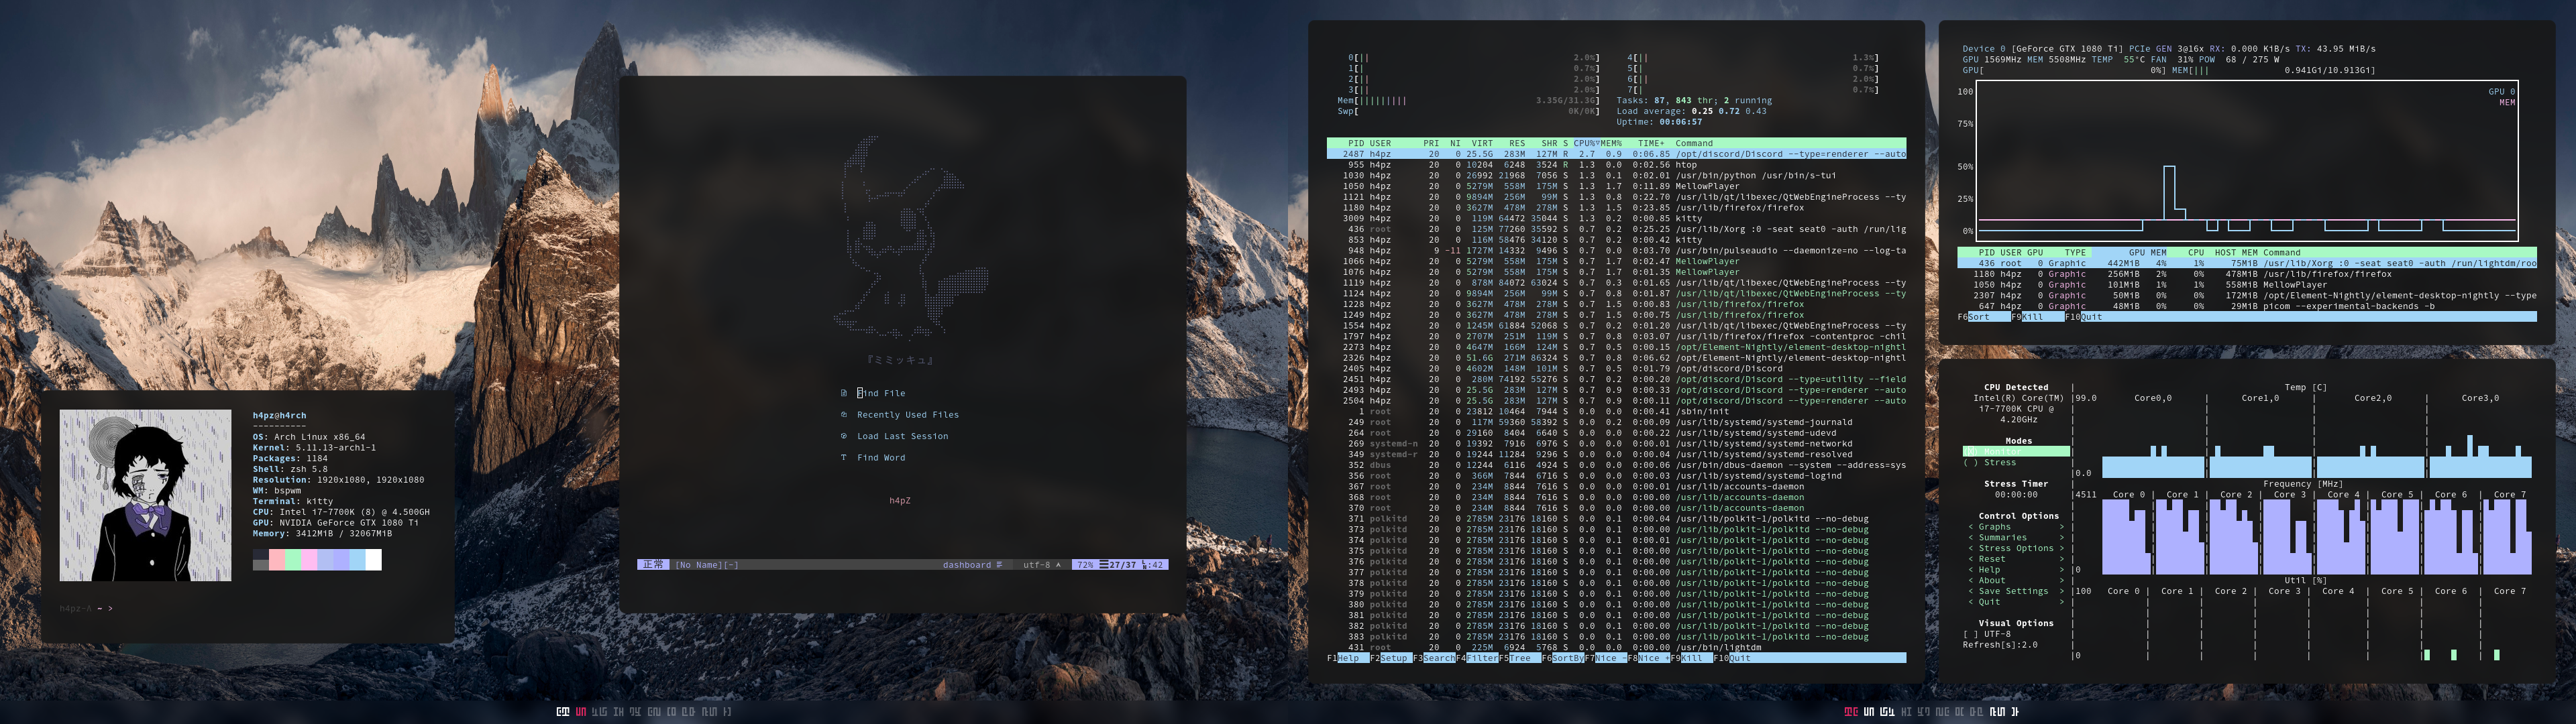 h4pz@h4rch
----------
OS: Arch Linux x86_64
Kernel: 5.11.13-arch1-1
Packages: 1184
Shell: zsh 5.8
Resolution: 1920x1080, 1920x1080
WM: bspwm
Terminal: kitty
CPU: Intel i7-7700K (8) @ 4.500GH
GPU: NVIDIA GeForce GTX 1080 Ti
Memory: 3412MiB / 32067MiB
h4pz-Λ ~ >
『ミミッキュ』
Find File
Recently Used Files
Load Last Session
Find Word
h4pZ
正常 [No Name][-] dashboard utf-8 72% 27/37 :42
0[|| 2.0%] 4[|| 1.3%]
1[| 0.7%] 5[| 0.7%]
2[|| 2.0%] 6[|| 2.0%]
3[|| 2.0%] 7[| 0.7%]
Mem[||||||||| 3.35G/31.3G] Tasks: 87, 843 thr; 2 running
Swp[ 0K/0K] Load average: 0.25 0.72 0.43
Uptime: 00:06:57
PID USER PRI NI VIRT RES SHR S CPU%▽MEM% TIME+ Command
2487 h4pz 20 0 25.5G 283M 127M R 2.7 0.9 0:06.85 /opt/discord/Discord --type=renderer --auto
955 h4pz 20 0 10204 6248 3524 R 1.3 0.0 0:02.56 htop
1030 h4pz 20 0 26992 21968 7056 S 1.3 0.1 0:02.01 /usr/bin/python /usr/bin/s-tui
1050 h4pz 20 0 5279M 558M 175M S 1.3 1.7 0:11.89 MellowPlayer
1121 h4pz 20 0 9894M 256M 99M S 1.3 0.8 0:22.70 /usr/lib/qt/libexec/QtWebEngineProcess --ty
1180 h4pz 20 0 3627M 478M 278M S 1.3 1.5 0:23.85 /usr/lib/firefox/firefox
3009 h4pz 20 0 119M 64472 35044 S 1.3 0.2 0:00.85 kitty
436 root 20 0 125M 77260 35592 S 0.7 0.2 0:25.25 /usr/lib/Xorg :0 -seat seat0 -auth /run/lig
853 h4pz 20 0 116M 58476 34120 S 0.7 0.2 0:00.42 kitty
948 h4pz 9 -11 1727M 14332 9496 S 0.7 0.0 0:03.70 /usr/bin/pulseaudio --daemonize=no --log-ta
1066 h4pz 20 0 5279M 558M 175M S 0.7 1.7 0:02.47 MellowPlayer
1076 h4pz 20 0 5279M 558M 175M S 0.7 1.7 0:01.35 MellowPlayer
1119 h4pz 20 0 878M 84072 63024 S 0.7 0.3 0:01.65 /usr/lib/qt/libexec/QtWebEngineProcess --ty
1124 h4pz 20 0 9894M 256M 99M S 0.7 0.8 0:01.87 /usr/lib/qt/libexec/QtWebEngineProcess --ty
1228 h4pz 20 0 3627M 478M 278M S 0.7 1.5 0:00.83 /usr/lib/firefox/firefox
1249 h4pz 20 0 3627M 478M 278M S 0.7 1.5 0:00.75 /usr/lib/firefox/firefox
1554 h4pz 20 0 1245M 61884 52068 S 0.7 0.2 0:01.20 /usr/lib/qt/libexec/QtWebEngineProcess --ty
1797 h4pz 20 0 2707M 251M 119M S 0.7 0.8 0:03.07 /usr/lib/firefox/firefox -contentproc -chil
2273 h4pz 20 0 4647M 166M 124M S 0.7 0.5 0:00.15 /opt/Element-Nightly/element-desktop-nightl
2326 h4pz 20 0 51.6G 271M 86324 S 0.7 0.8 0:06.62 /opt/Element-Nightly/element-desktop-nightl
2405 h4pz 20 0 4602M 148M 101M S 0.7 0.5 0:01.79 /opt/discord/Discord
2451 h4pz 20 0 280M 74192 55276 S 0.7 0.2 0:00.20 /opt/discord/Discord --type=utility --field
2493 h4pz 20 0 25.5G 283M 127M S 0.7 0.9 0:00.33 /opt/discord/Discord --type=renderer --auto
2504 h4pz 20 0 25.5G 283M 127M S 0.7 0.9 0:00.11 /opt/discord/Discord --type=renderer --auto
1 root 20 0 23812 10464 7944 S 0.0 0.0 0:00.41 /sbin/init
249 root 20 0 117M 59360 58392 S 0.0 0.2 0:00.09 /usr/lib/systemd/systemd-journald
264 root 20 0 29160 8404 6640 S 0.0 0.0 0:00.22 /usr/lib/systemd/systemd-udevd
269 systemd-n 20 0 19392 7916 6976 S 0.0 0.0 0:00.01 /usr/lib/systemd/systemd-networkd
349 systemd-r 20 0 19244 11284 9296 S 0.0 0.0 0:00.04 /usr/lib/systemd/systemd-resolved
352 dbus 20 0 12244 6116 4924 S 0.0 0.0 0:00.06 /usr/bin/dbus-daemon --system --address=sys
356 root 20 0 366M 7844 6716 S 0.0 0.0 0:00.03 /usr/lib/systemd/systemd-logind
367 root 20 0 234M 8844 7616 S 0.0 0.0 0:00.01 /usr/lib/accounts-daemon
368 root 20 0 234M 8844 7616 S 0.0 0.0 0:00.00 /usr/lib/accounts-daemon
370 root 20 0 234M 8844 7616 S 0.0 0.0 0:00.00 /usr/lib/accounts-daemon
371 polkitd 20 0 2785M 23176 18160 S 0.0 0.1 0:00.04 /usr/lib/polkit-1/polkitd --no-debug
373 polkitd 20 0 2785M 23176 18160 S 0.0 0.1 0:00.00 /usr/lib/polkit-1/polkitd --no-debug
374 polkitd 20 0 2785M 23176 18160 S 0.0 0.1 0:00.01 /usr/lib/polkit-1/polkitd --no-debug
375 polkitd 20 0 2785M 23176 18160 S 0.0 0.1 0:00.00 /usr/lib/polkit-1/polkitd --no-debug
376 polkitd 20 0 2785M 23176 18160 S 0.0 0.1 0:00.00 /usr/lib/polkit-1/polkitd --no-debug
377 polkitd 20 0 2785M 23176 18160 S 0.0 0.1 0:00.00 /usr/lib/polkit-1/polkitd --no-debug
378 polkitd 20 0 2785M 23176 18160 S 0.0 0.1 0:00.00 /usr/lib/polkit-1/polkitd --no-debug
379 polkitd 20 0 2785M 23176 18160 S 0.0 0.1 0:00.00 /usr/lib/polkit-1/polkitd --no-debug
380 polkitd 20 0 2785M 23176 18160 S 0.0 0.1 0:00.00 /usr/lib/polkit-1/polkitd --no-debug
381 polkitd 20 0 2785M 23176 18160 S 0.0 0.1 0:00.00 /usr/lib/polkit-1/polkitd --no-debug
382 polkitd 20 0 2785M 23176 18160 S 0.0 0.1 0:00.00 /usr/lib/polkit-1/polkitd --no-debug
383 polkitd 20 0 2785M 23176 18160 S 0.0 0.1 0:00.00 /usr/lib/polkit-1/polkitd --no-debug
431 root 20 0 225M 6924 5768 S 0.0 0.0 0:00.00 /usr/bin/lightdm
F1Help F2Setup F3SearchF4FilterF5Tree F6SortByF7Nice -F8Nice +F9Kill F10Quit
Device 0 [GeForce GTX 1080 Ti] PCIe GEN 3@16x RX: 0.000 KiB/s TX: 43.95 MiB/s
GPU 1569MHz MEM 5508MHz TEMP 55°C FAN 31% POW 68 / 275 W
GPU[ 0%] MEM[||| 0.941Gi/10.913Gi]
100 GPU 0
MEM
75%
50%
25%
0%
PID USER GPU TYPE GPU MEM CPU HOST MEM Command
436 root 0 Graphic 442MiB 4% 1% 75MiB /usr/lib/Xorg :0 -seat seat0 -auth /run/lightdm/roo
1180 h4pz 0 Graphic 256MiB 2% 0% 478MiB /usr/lib/firefox/firefox
1050 h4pz 0 Graphic 101MiB 1% 1% 558MiB MellowPlayer
2307 h4pz 0 Graphic 50MiB 0% 0% 172MiB /opt/Element-Nightly/element-desktop-nightly --type
647 h4pz 0 Graphic 48MiB 0% 0% 29MiB picom --experimental-backends -b
F6Sort F9Kill F10Quit
CPU Detected
Intel(R) Core(TM)
i7-7700K CPU @
4.20GHz
Modes
(X) Monitor
( ) Stress
Stress Timer
00:00:00
Control Options
< Graphs >
< Summaries >
< Stress Options >
< Reset >
< Help >
< About >
< Save Settings >
< Quit >
Visual Options
[ ] UTF-8
Refresh[s]:2.0
Temp [C]
99.0 Core0,0 Core1,0 Core2,0 Core3,0
0.0
Frequency [MHz]
4511 Core 0 Core 1 Core 2 Core 3 Core 4 Core 5 Core 6 Core 7
0
Util [%]
100 Core 0 Core 1 Core 2 Core 3 Core 4 Core 5 Core 6 Core 7
0